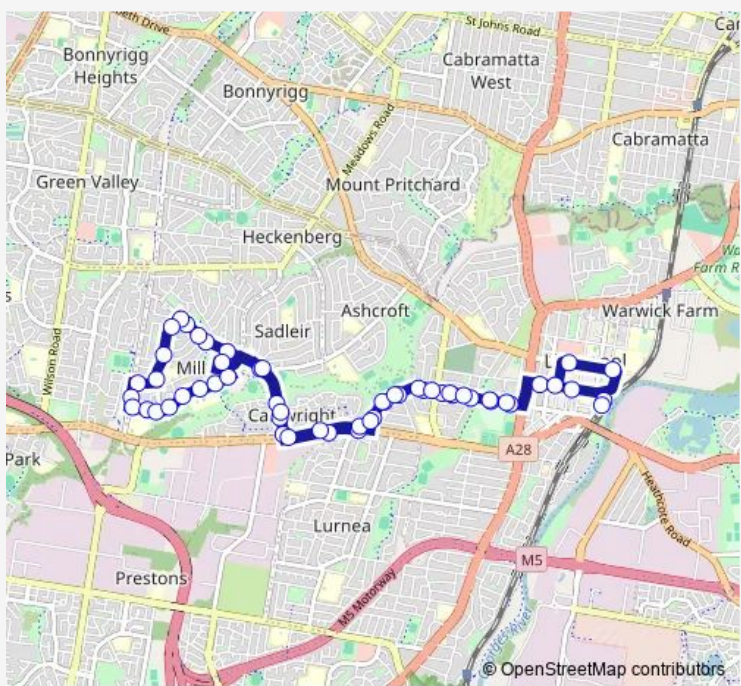 St Johns Road
Bonnyrigg
Heights
Cabramatta
West
Bonnyrigg
Meadows Road
Cabramatta
Green Valley
Mount Pritchard
Heckenberg
Farm R
Ashcroft
Warwick Farm
Sadleir
Wilson Road
Mill
Park
A28
Heathcote Road
Lurnea
M5
Prestons
M5 Motorway
© OpenStreetMap contributors